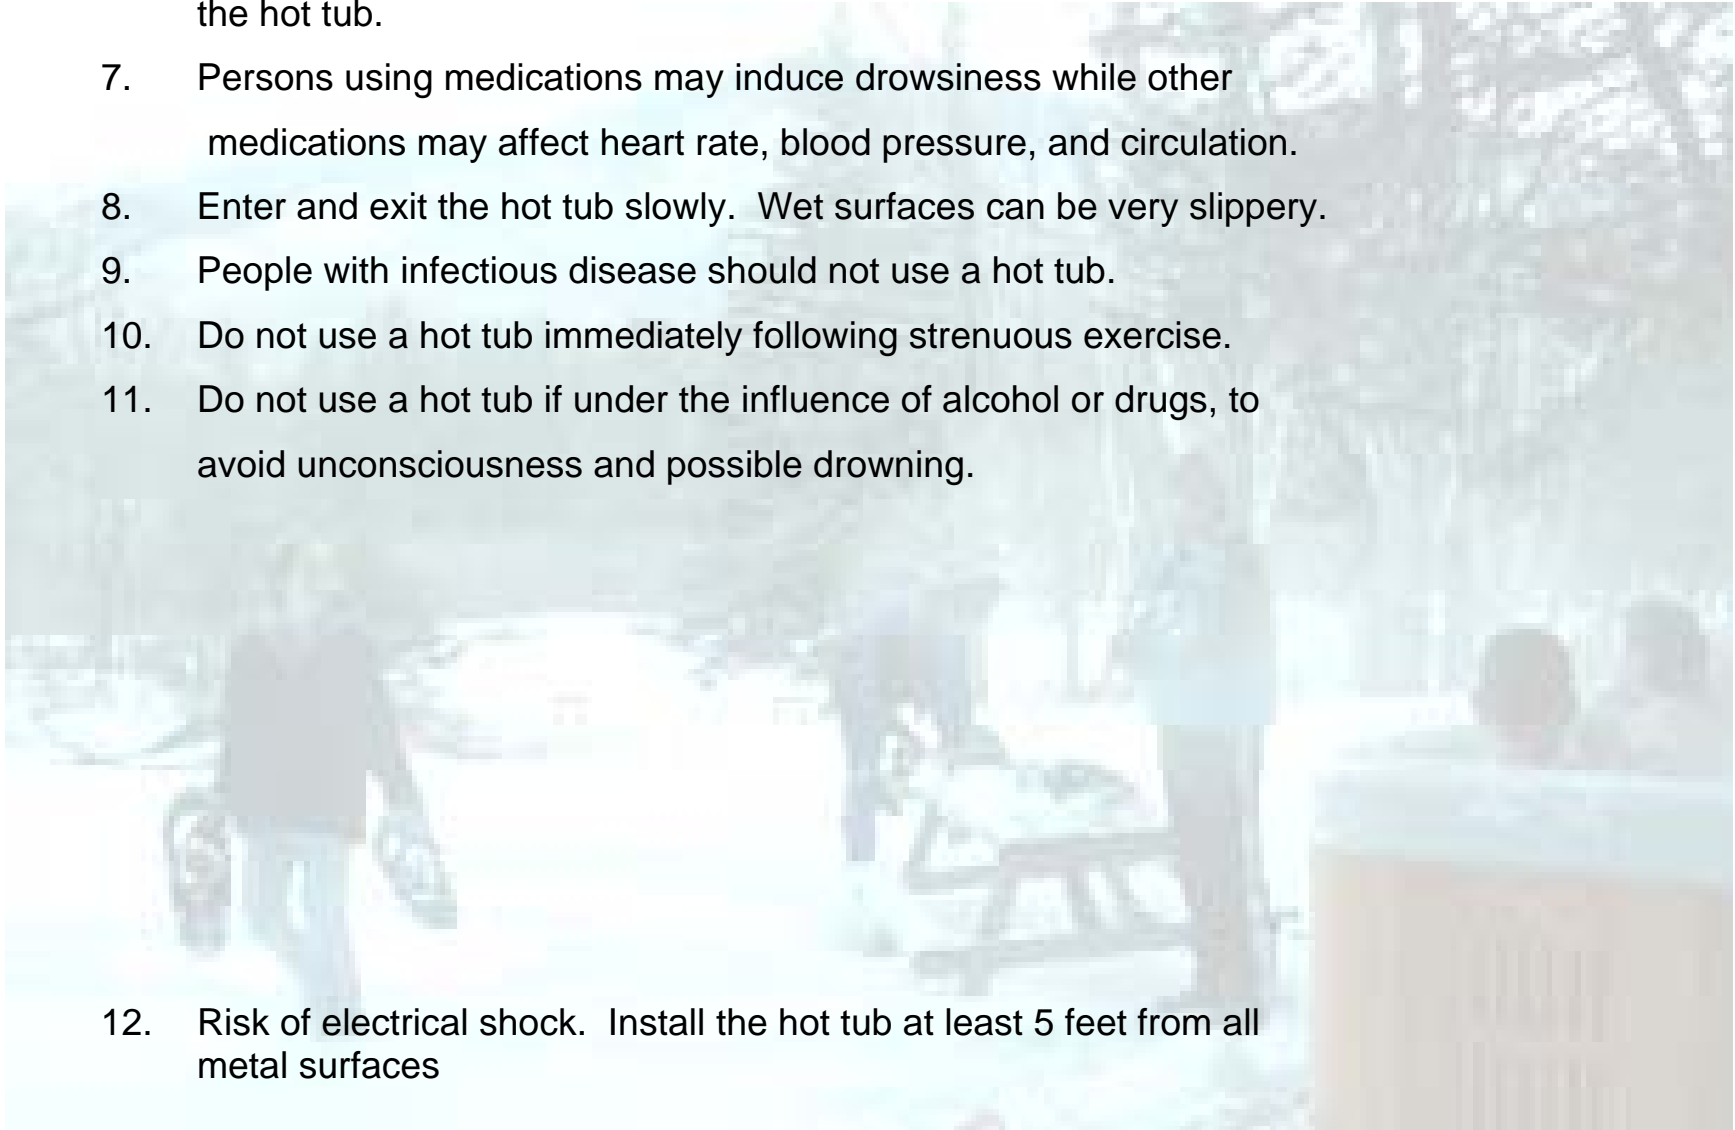 the hot tub.
7. Persons using medications may induce drowsiness while other
medications may affect heart rate, blood pressure, and circulation.
8. Enter and exit the hot tub slowly. Wet surfaces can be very slippery.
9. People with infectious disease should not use a hot tub.
10. Do not use a hot tub immediately following strenuous exercise.
11. Do not use a hot tub if under the influence of alcohol or drugs, to
avoid unconsciousness and possible drowning.
12. Risk of electrical shock. Install the hot tub at least 5 feet from all
metal surfaces